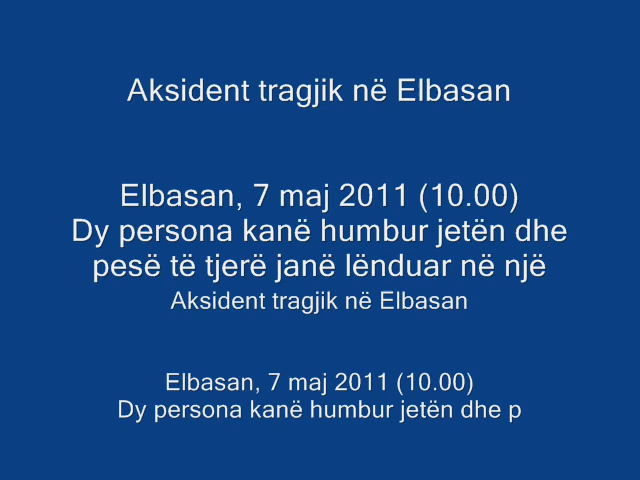 Aksident tragjik në Elbasan
Elbasan, 7 maj 2011 (10.00)
Dy persona kanë humbur jetën dhe
pesë të tjerë janë lënduar në një
Aksident tragjik në Elbasan
Elbasan, 7 maj 2011 (10.00)
Dy persona kanë humbur jetën dhe p